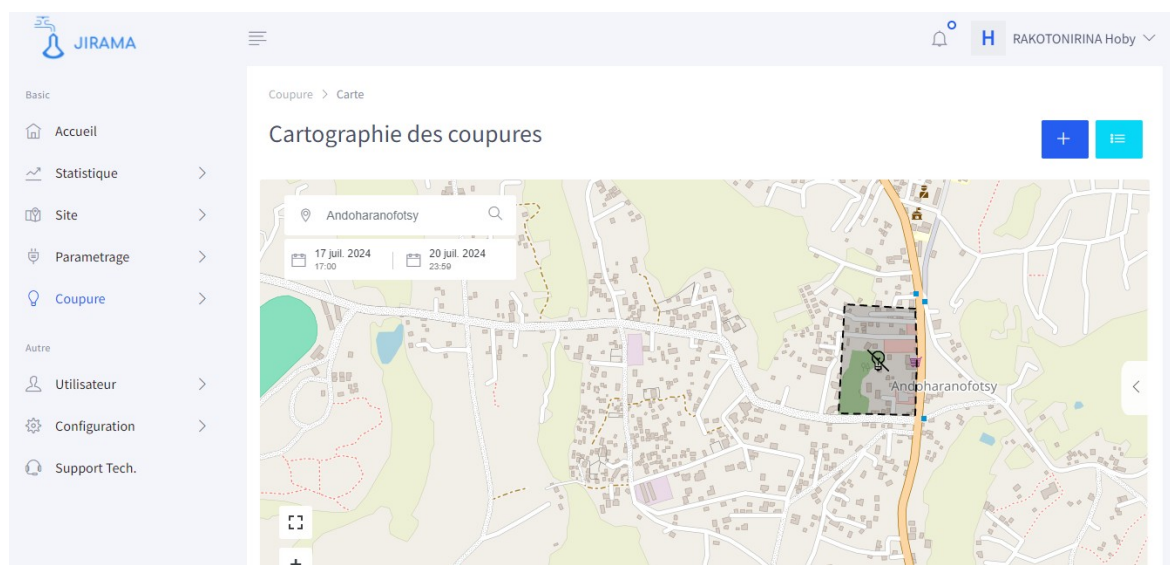 JIRAMA
H RAKOTONIRINA Hoby
Basic
Accueil
Statistique
Site
Parametrage
Coupure
Autre
Utilisateur
Configuration
Support Tech.
Coupure > Carte
Cartographie des coupures
+
Andoharanofotsy
17 juil. 2024
17:00
20 juil. 2024
23:59
Andoharanofotsy
+